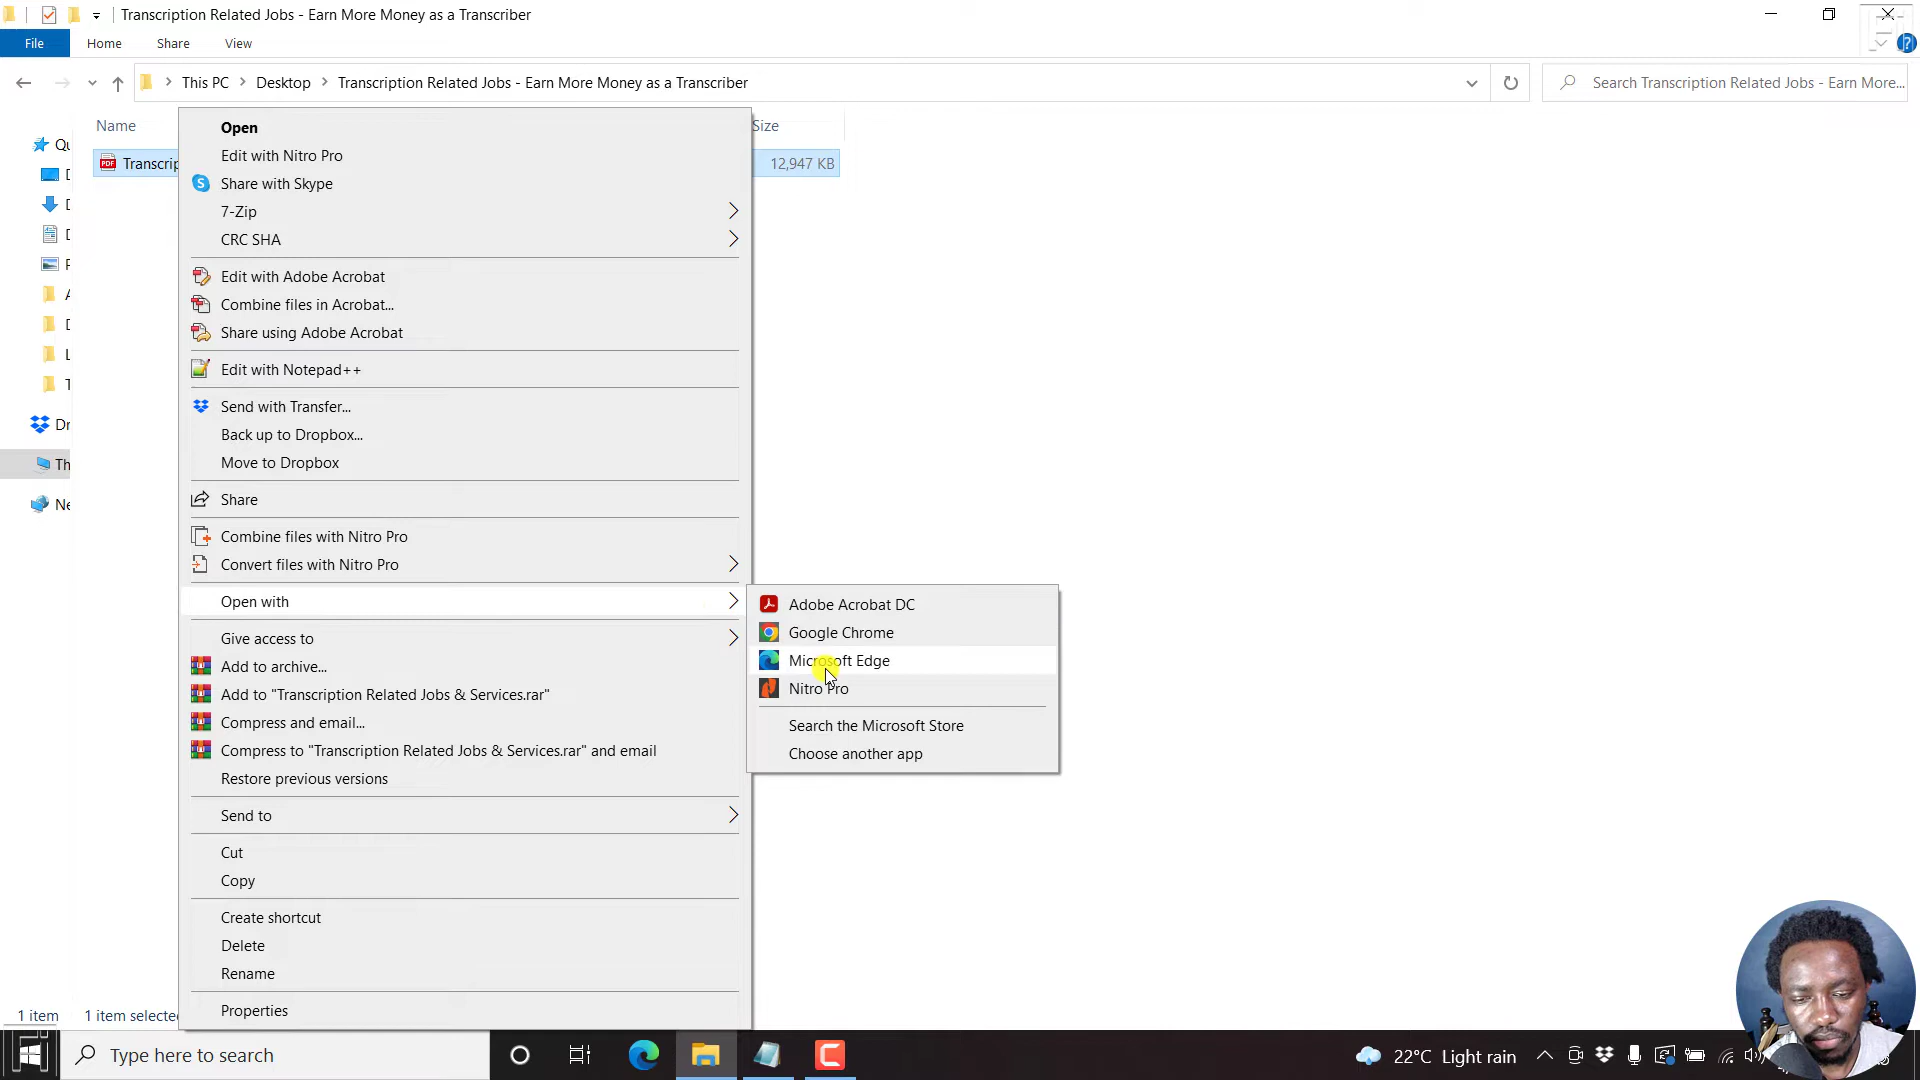 Transcription Related Jobs - Earn More Money as a Transcriber
File Home Share View
This PC Desktop Transcription Related Jobs - Earn More Money as a Transcriber
Search Transcription Related Jobs - Earn More...
Name Size
Transcrip 12,947 KB
Open
Edit with Nitro Pro
Share with Skype
7-Zip
CRC SHA
Edit with Adobe Acrobat
Combine files in Acrobat...
Share using Adobe Acrobat
Edit with Notepad++
Send with Transfer...
Back up to Dropbox...
Move to Dropbox
Share
Combine files with Nitro Pro
Convert files with Nitro Pro
Open with
Give access to
Add to archive...
Add to "Transcription Related Jobs & Services.rar"
Compress and email...
Compress to "Transcription Related Jobs & Services.rar" and email
Restore previous versions
Send to
Cut
Copy
Create shortcut
Delete
Rename
Properties
Adobe Acrobat DC
Google Chrome
Microsoft Edge
Nitro Pro
Search the Microsoft Store
Choose another app
1 item 1 item selected
Type here to search
22°C Light rain